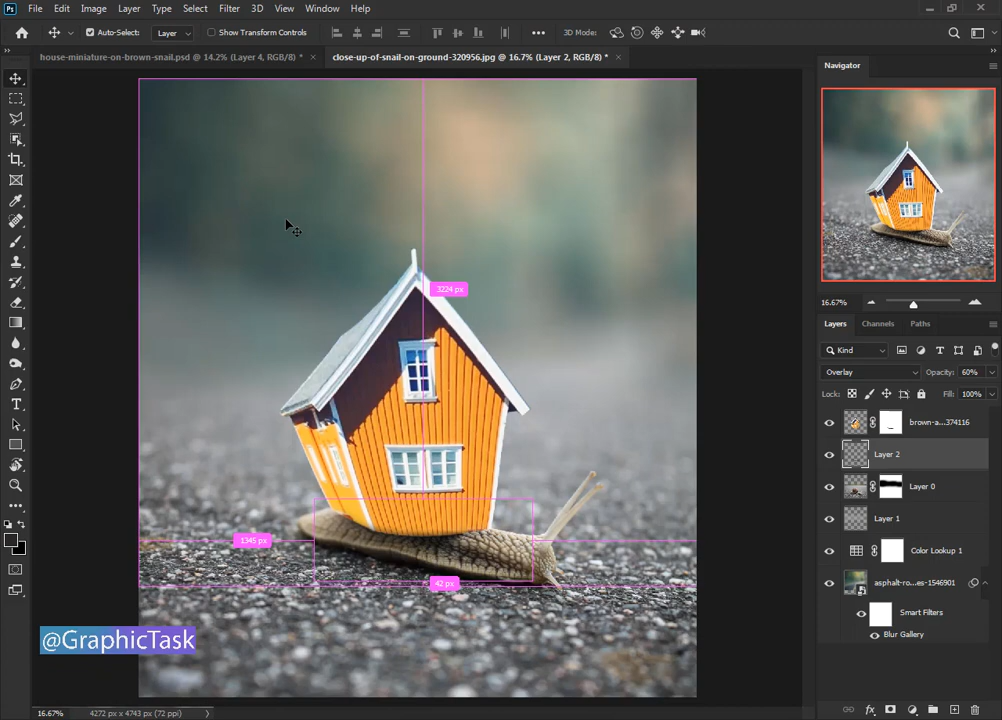 Ps File Edit Image Layer Type Select Filter 3D View Window Help
Auto-Select: Layer Show Transform Controls 3D Mode:
house-miniature-on-brown-snail.psd @ 14.2% (Layer 4, RGB/8) * × close-up-of-snail-on-ground-320956.jpg @ 16.7% (Layer 2, RGB/8) * ×
Navigator
3224 px
1345 px
42 px
@GraphicTask
16.67%
Layers Channels Paths
Kind
Overlay Opacity: 60%
Lock: Fill: 100%
brown-a...374116
Layer 2
Layer 0
Layer 1
Color Lookup 1
asphalt-ro...es-1546901
Smart Filters
Blur Gallery
16.67% 4272 px x 4743 px (72 ppi)